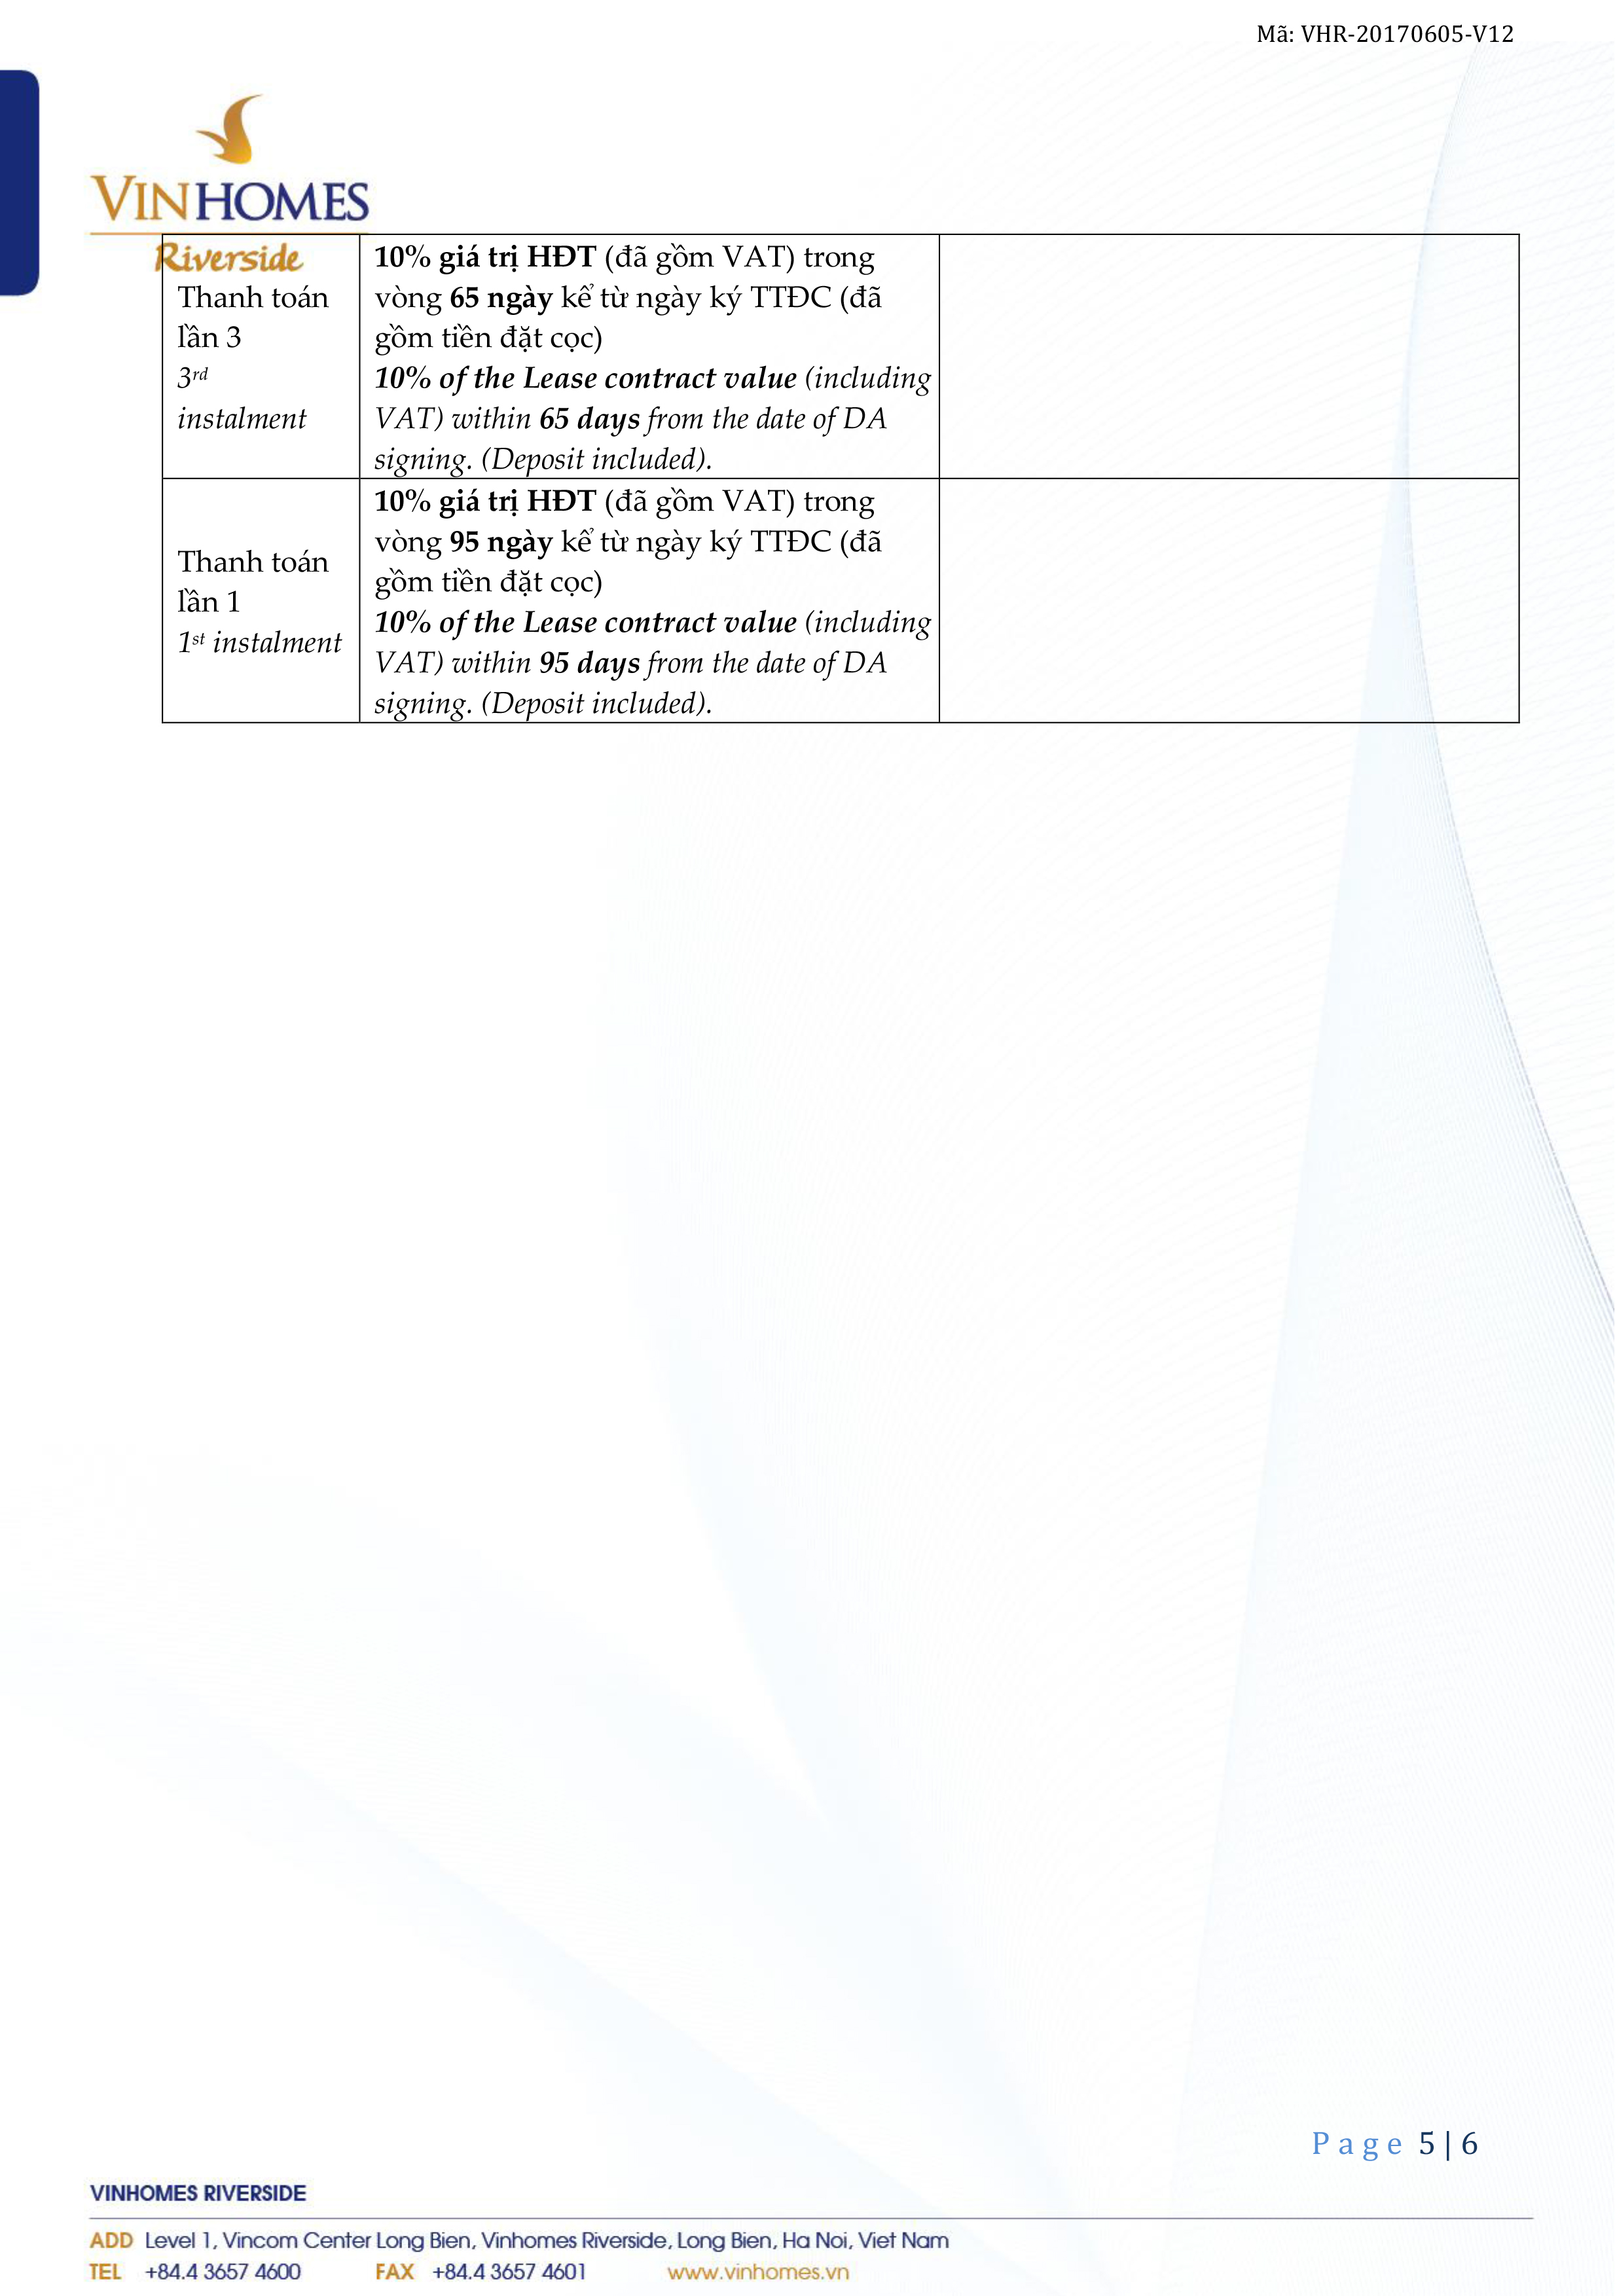 Mã: VHR-20170605-V12
VINHOMES
Riverside
Thanh toán
lần 3
3rd
instalment
10% giá trị HĐT (đã gồm VAT) trong
vòng 65 ngày kể từ ngày ký TTĐC (đã
gồm tiền đặt cọc)
10% of the Lease contract value (including
VAT) within 65 days from the date of DA
signing. (Deposit included).
Thanh toán
lần 1
1st instalment
10% giá trị HĐT (đã gồm VAT) trong
vòng 95 ngày kể từ ngày ký TTĐC (đã
gồm tiền đặt cọc)
10% of the Lease contract value (including
VAT) within 95 days from the date of DA
signing. (Deposit included).
Page 5|6
VINHOMES RIVERSIDE
ADD Level 1, Vincom Center Long Bien, Vinhomes Riverside, Long Bien, Ha Noi, Viet Nam
TEL +84.4 3657 4600 FAX +84.4 3657 4601 www.vinhomes.vn